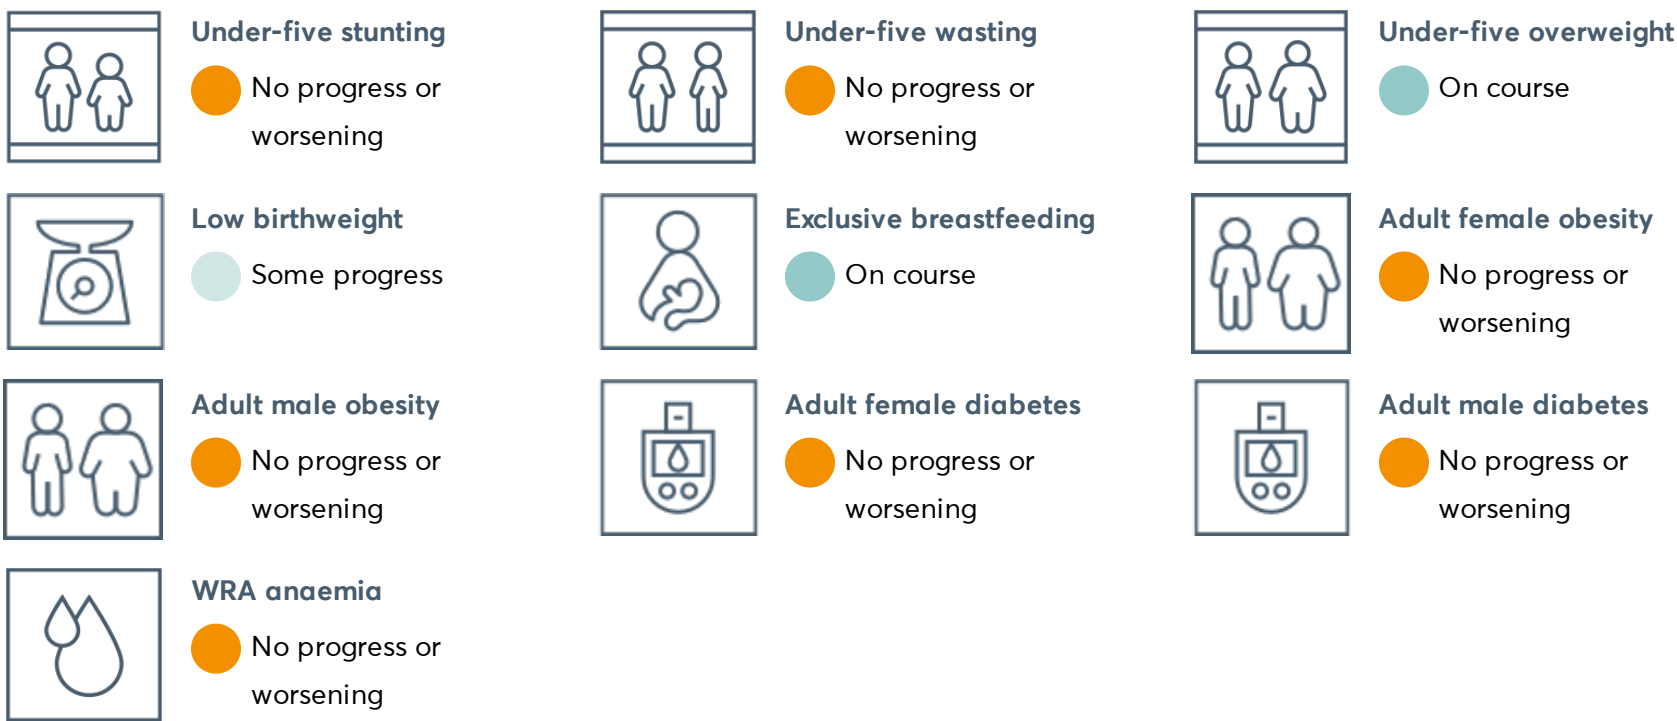 Under-five stunting
No progress or
worsening
Under-five wasting
No progress or
worsening
Under-five overweight
On course
Low birthweight
Some progress
Exclusive breastfeeding
On course
Adult female obesity
No progress or
worsening
Adult male obesity
No progress or
worsening
Adult female diabetes
No progress or
worsening
Adult male diabetes
No progress or
worsening
WRA anaemia
No progress or
worsening